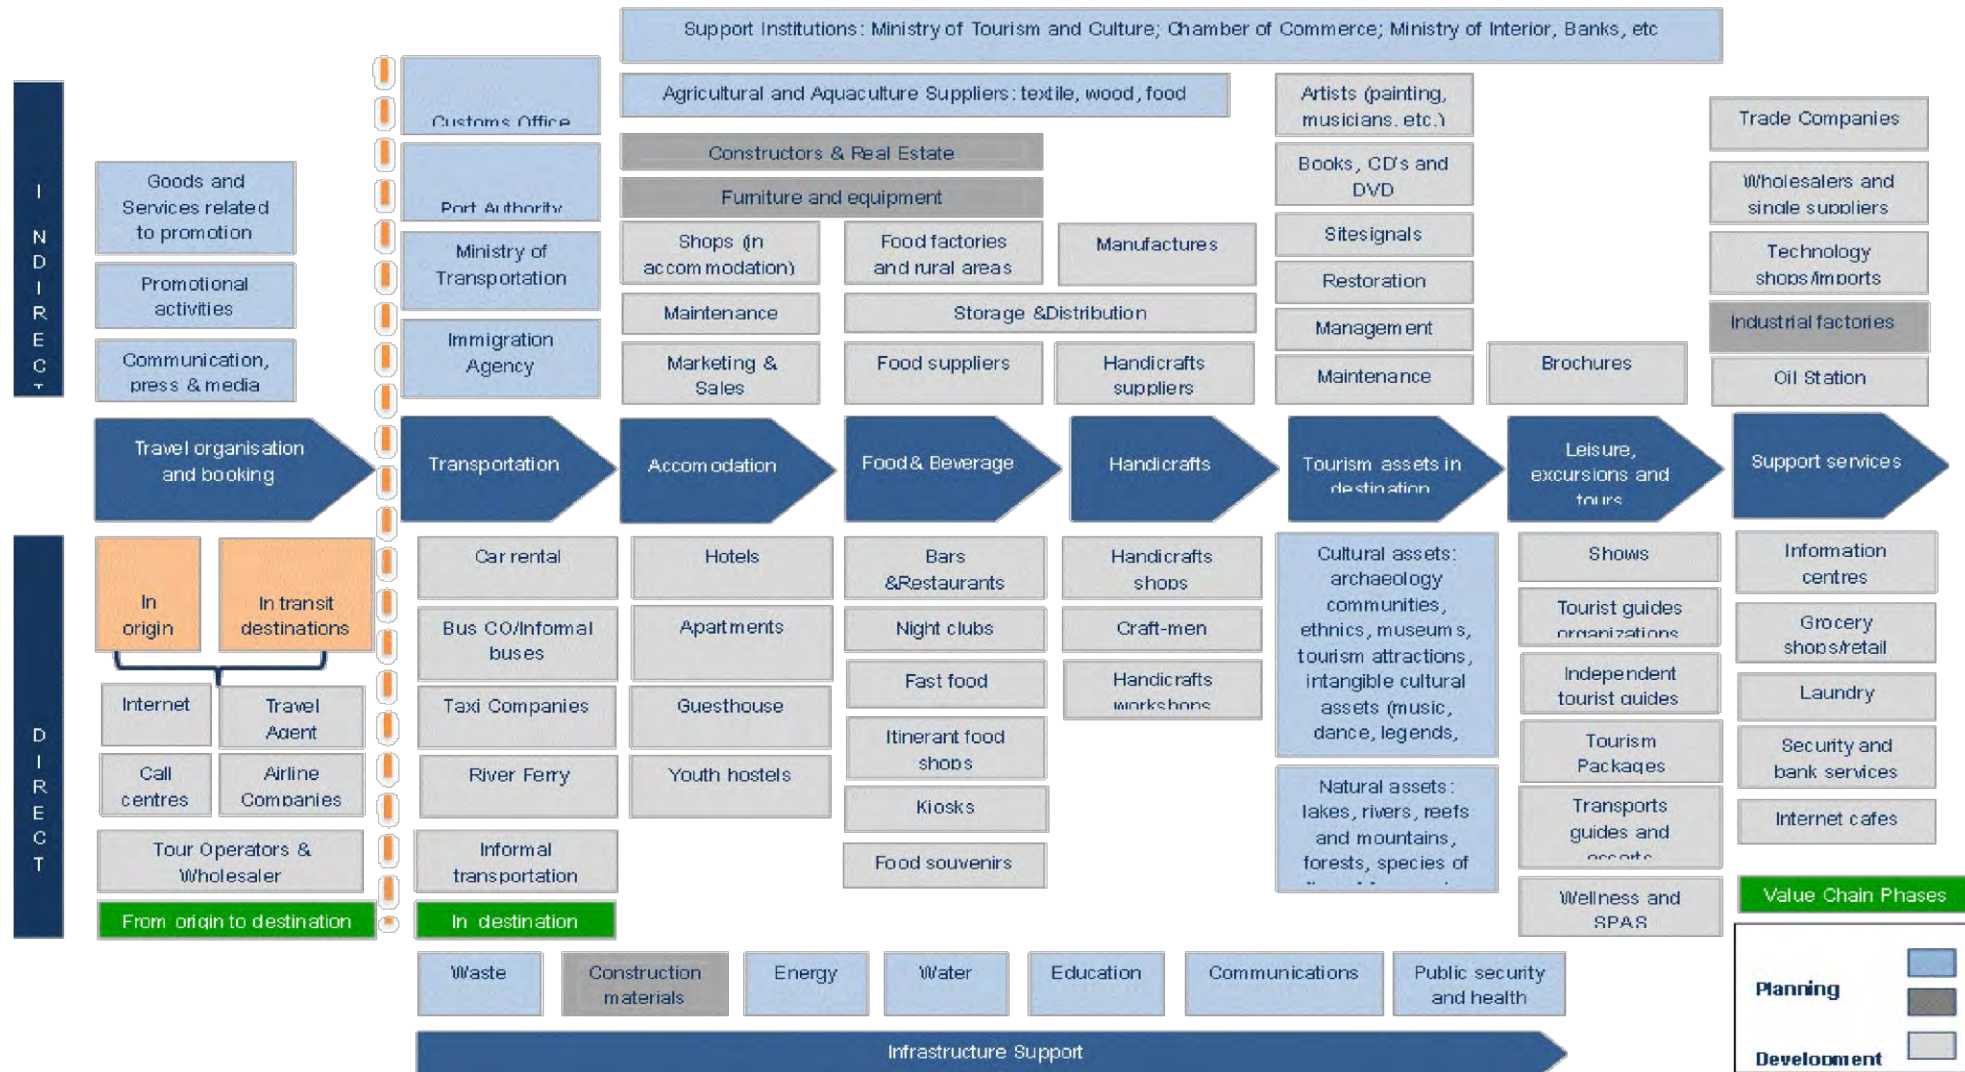 Support Institutions: Ministry of Tourism and Culture; Chamber of Commerce; Ministry of Interior, Banks, etc
I
N
D
I
R
E
C
T
Goods and
Services related
to promotion
Promotional
activities
Communication,
press & media
Customs Office
Port Authority
Ministry of
Transportation
Immigration
Agency
Agricultural and Aquaculture Suppliers: textile, wood, food
Constructors & Real Estate
Furniture and equipment
Shops (in
accommodation)
Maintenance
Marketing &
Sales
Food factories
and rural areas
Manufactures
Storage &Distribution
Food suppliers
Handicrafts
suppliers
Artists (painting,
musicians, etc.)
Books, CD's and
DVD
Sitesignals
Restoration
Management
Maintenance
Brochures
Trade Companies
Wholesalers and
single suppliers
Technology
shops/imports
Industrial factories
Oil Station
Travel organisation
and booking
Transportation
Accomodation
Food& Beverage
Handicrafts
Tourism assets in
destination
Leisure,
excursions and
tours
Support services
D
I
R
E
C
T
In
origin
In transit
destinations
Internet
Travel
Agent
Call
centres
Airline
Companies
Tour Operators &
Wholesaler
From origin to destination
Car rental
Bus CO/Informal
buses
Taxi Companies
River Ferry
Informal
transportation
In destination
Hotels
Apartments
Guesthouse
Youth hostels
Bars
&Restaurants
Night clubs
Fast food
Itinerant food
shops
Kiosks
Food souvenirs
Handicrafts
shops
Craft-men
Handicrafts
workshops
Cultural assets:
archaeology
communities,
ethnics, museums,
tourism attractions,
intangible cultural
assets (music,
dance, legends,
Natural assets:
lakes, rivers, reefs
and mountains,
forests, species of
Shows
Tourist guides
organizations
Independent
tourist guides
Tourism
Packages
Transports
guides and
escorts
Wellness and
SPAS
Information
centres
Grocery
shops/retail
Laundry
Security and
bank services
Internet cafes
Value Chain Phases
Planning
Development
Waste
Construction
materials
Energy
Water
Education
Communications
Public security
and health
Infrastructure Support